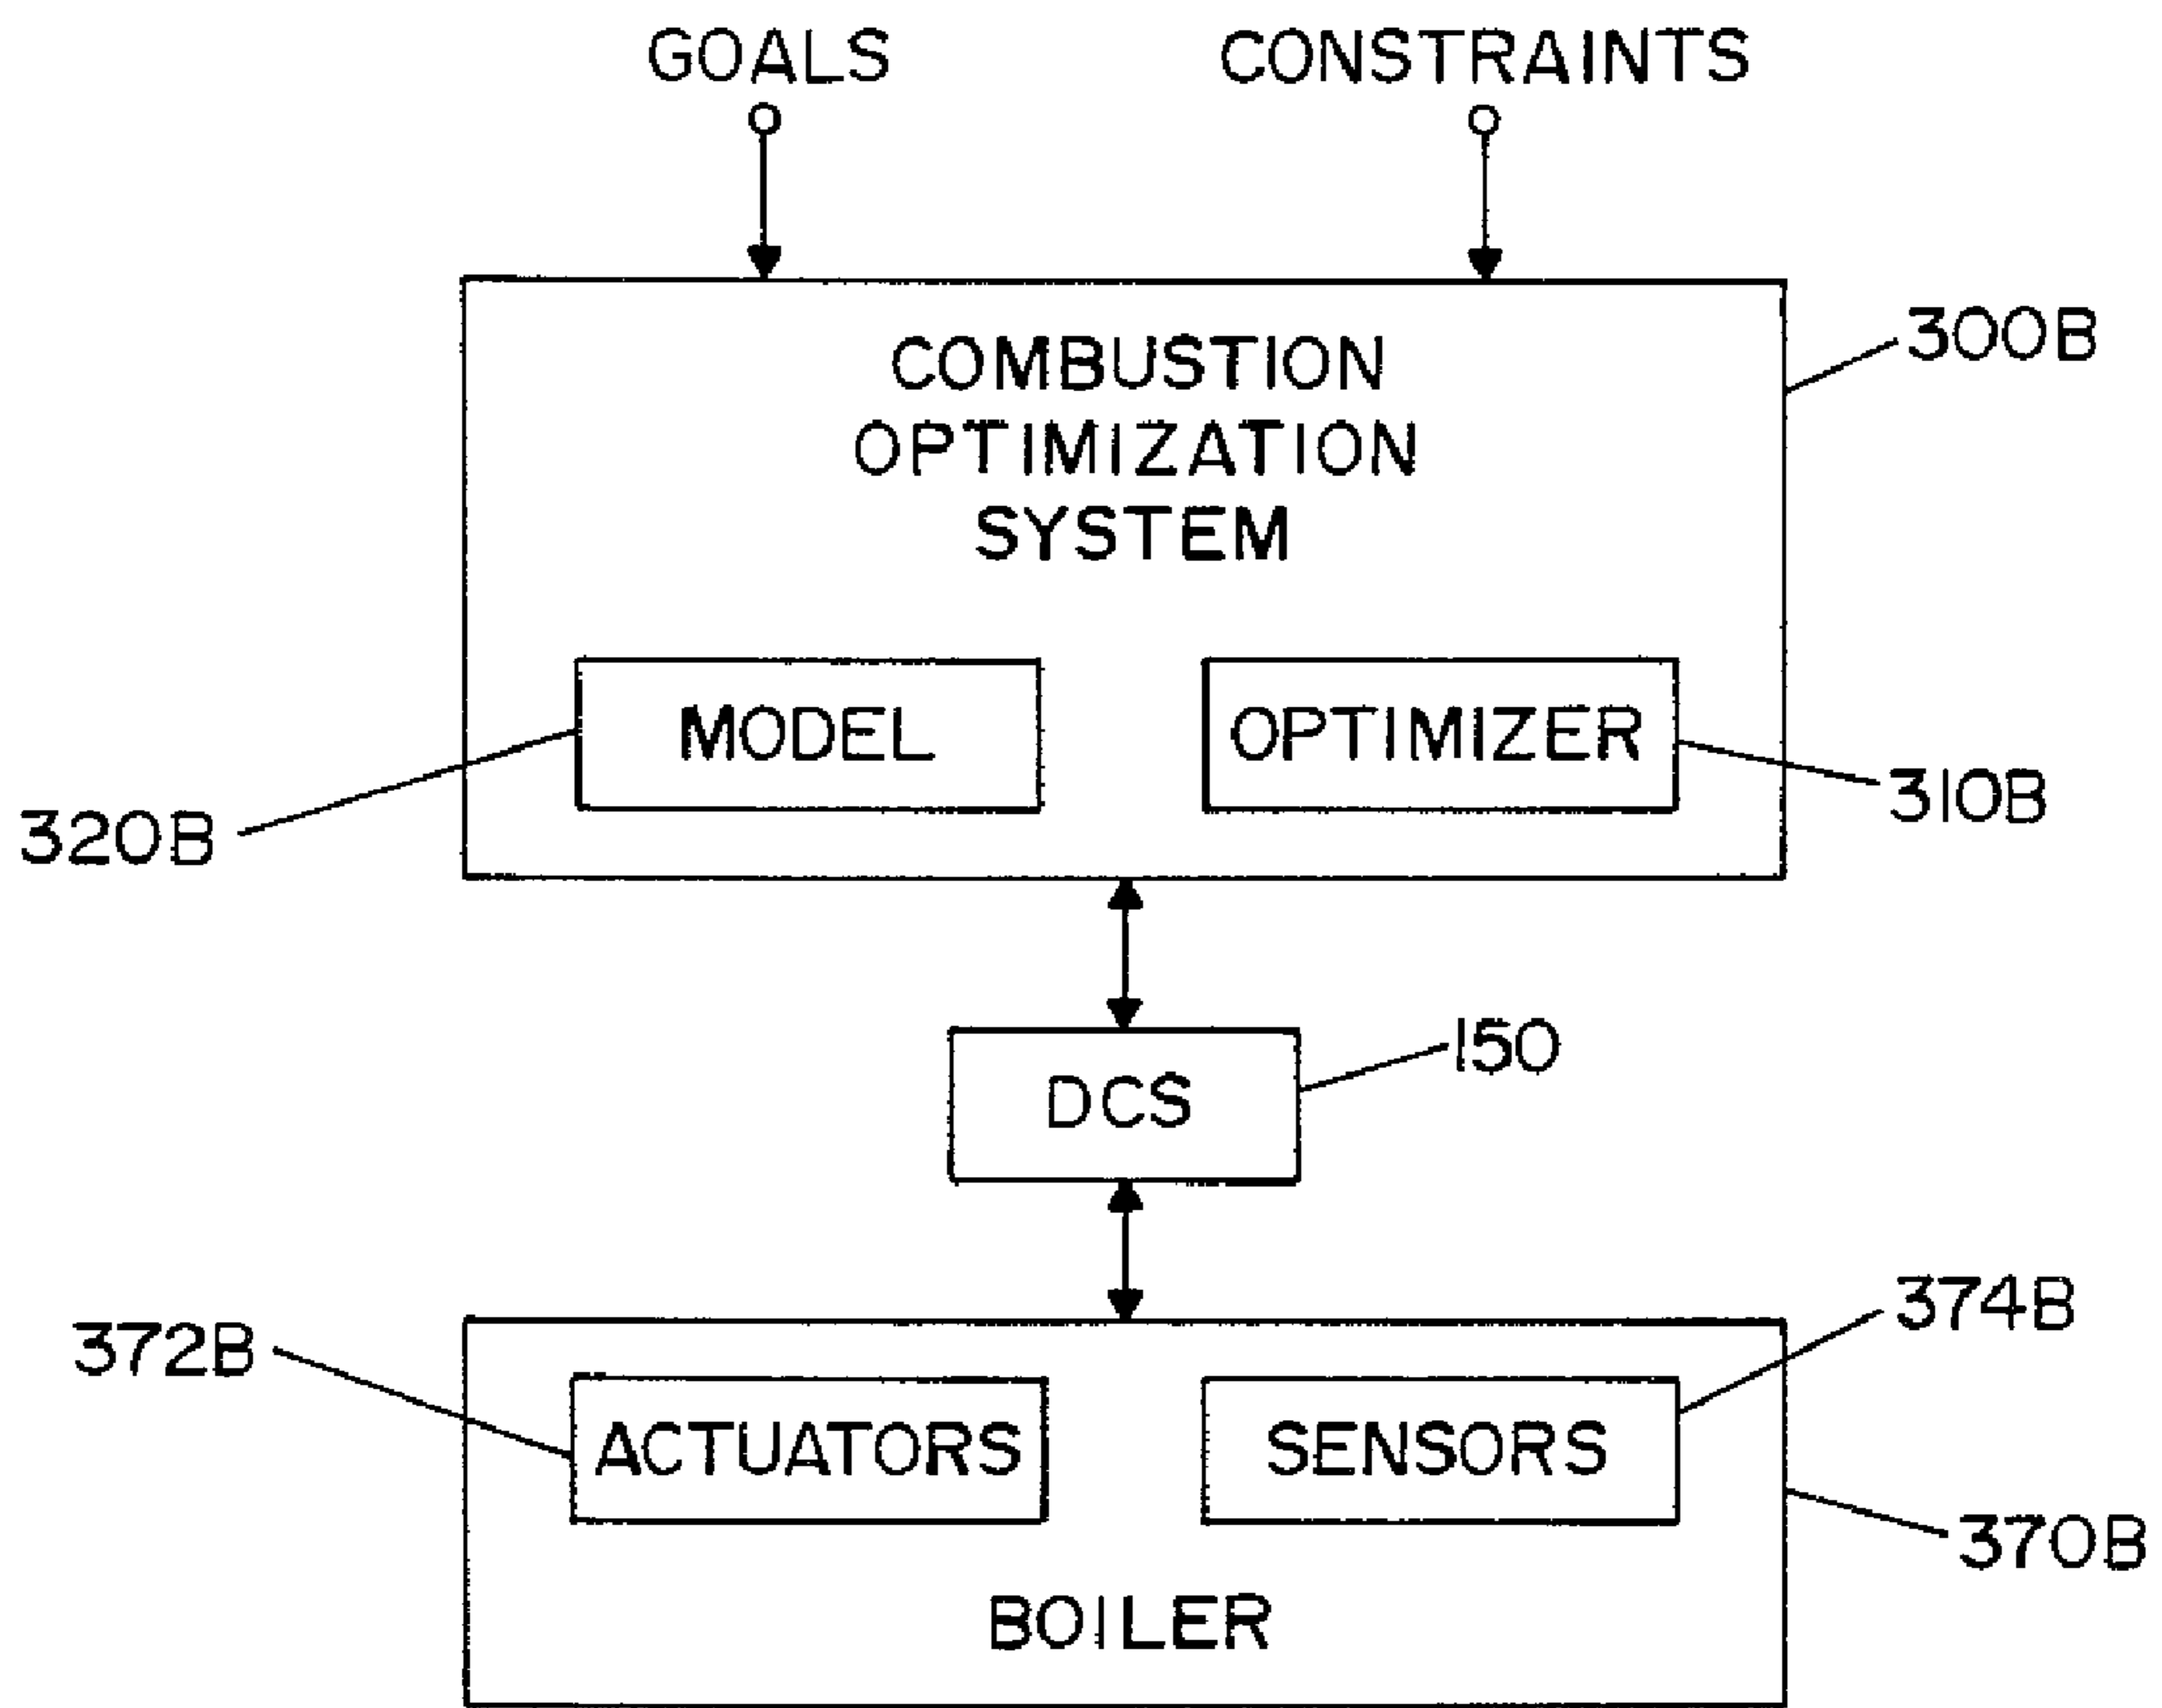 GOALS
CONSTRAINTS
300B
COMBUSTION
OPTIMIZATION
SYSTEM
MODEL
OPTIMIZER
320B
310B
150
DCS
374B
372B
ACTUATORS
SENSORS
370B
BOILER